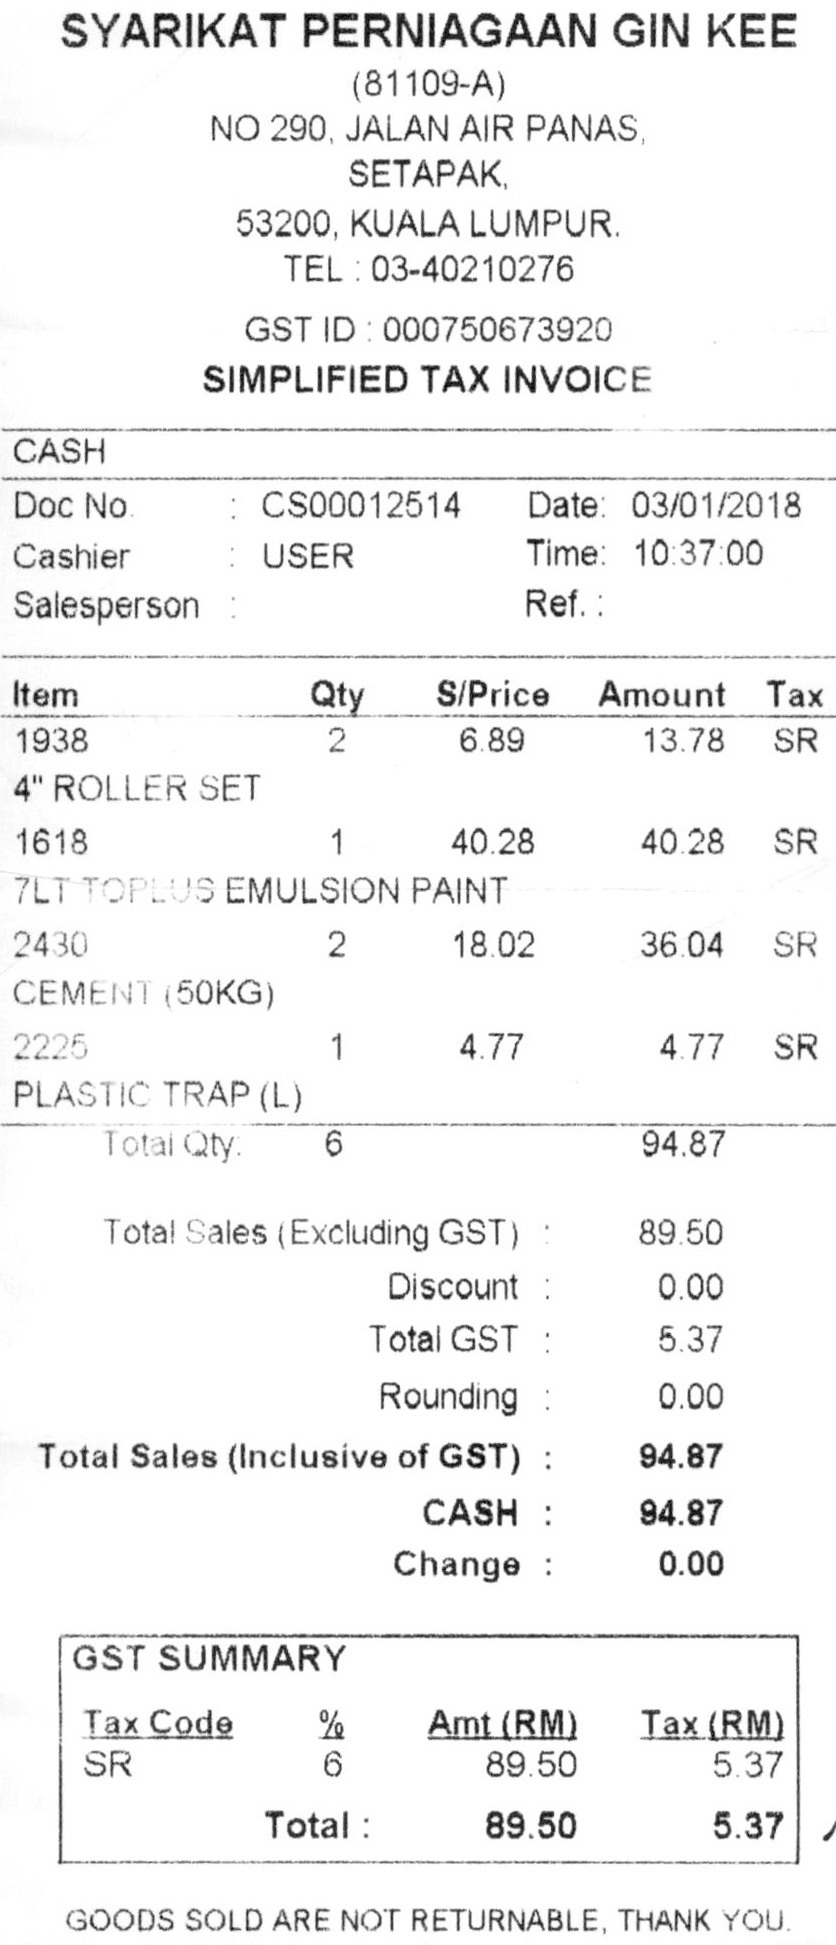 SYARIKAT PERNIAGAAN GIN KEE
(81109-A)
NO 290, JALAN AIR PANAS,
SETAPAK,
53200, KUALA LUMPUR.
TEL : 03-40210276
GST ID : 000750673920
SIMPLIFIED TAX INVOICE
CASH
Doc No. : CS00012514 Date: 03/01/2018
Cashier : USER Time: 10:37:00
Salesperson : Ref. :
Item Qty S/Price Amount Tax
1938 2 6.89 13.78 SR
4" ROLLER SET
1618 1 40.28 40.28 SR
7LT TOPLUS EMULSION PAINT
2430 2 18.02 36.04 SR
CEMENT (50KG)
2225 1 4.77 4.77 SR
PLASTIC TRAP (L)
Total Qty: 6 94.87
Total Sales (Excluding GST) : 89.50
Discount : 0.00
Total GST : 5.37
Rounding : 0.00
Total Sales (Inclusive of GST) : 94.87
CASH : 94.87
Change : 0.00
GST SUMMARY
Tax Code % Amt (RM) Tax (RM)
SR 6 89.50 5.37
Total : 89.50 5.37
GOODS SOLD ARE NOT RETURNABLE, THANK YOU.